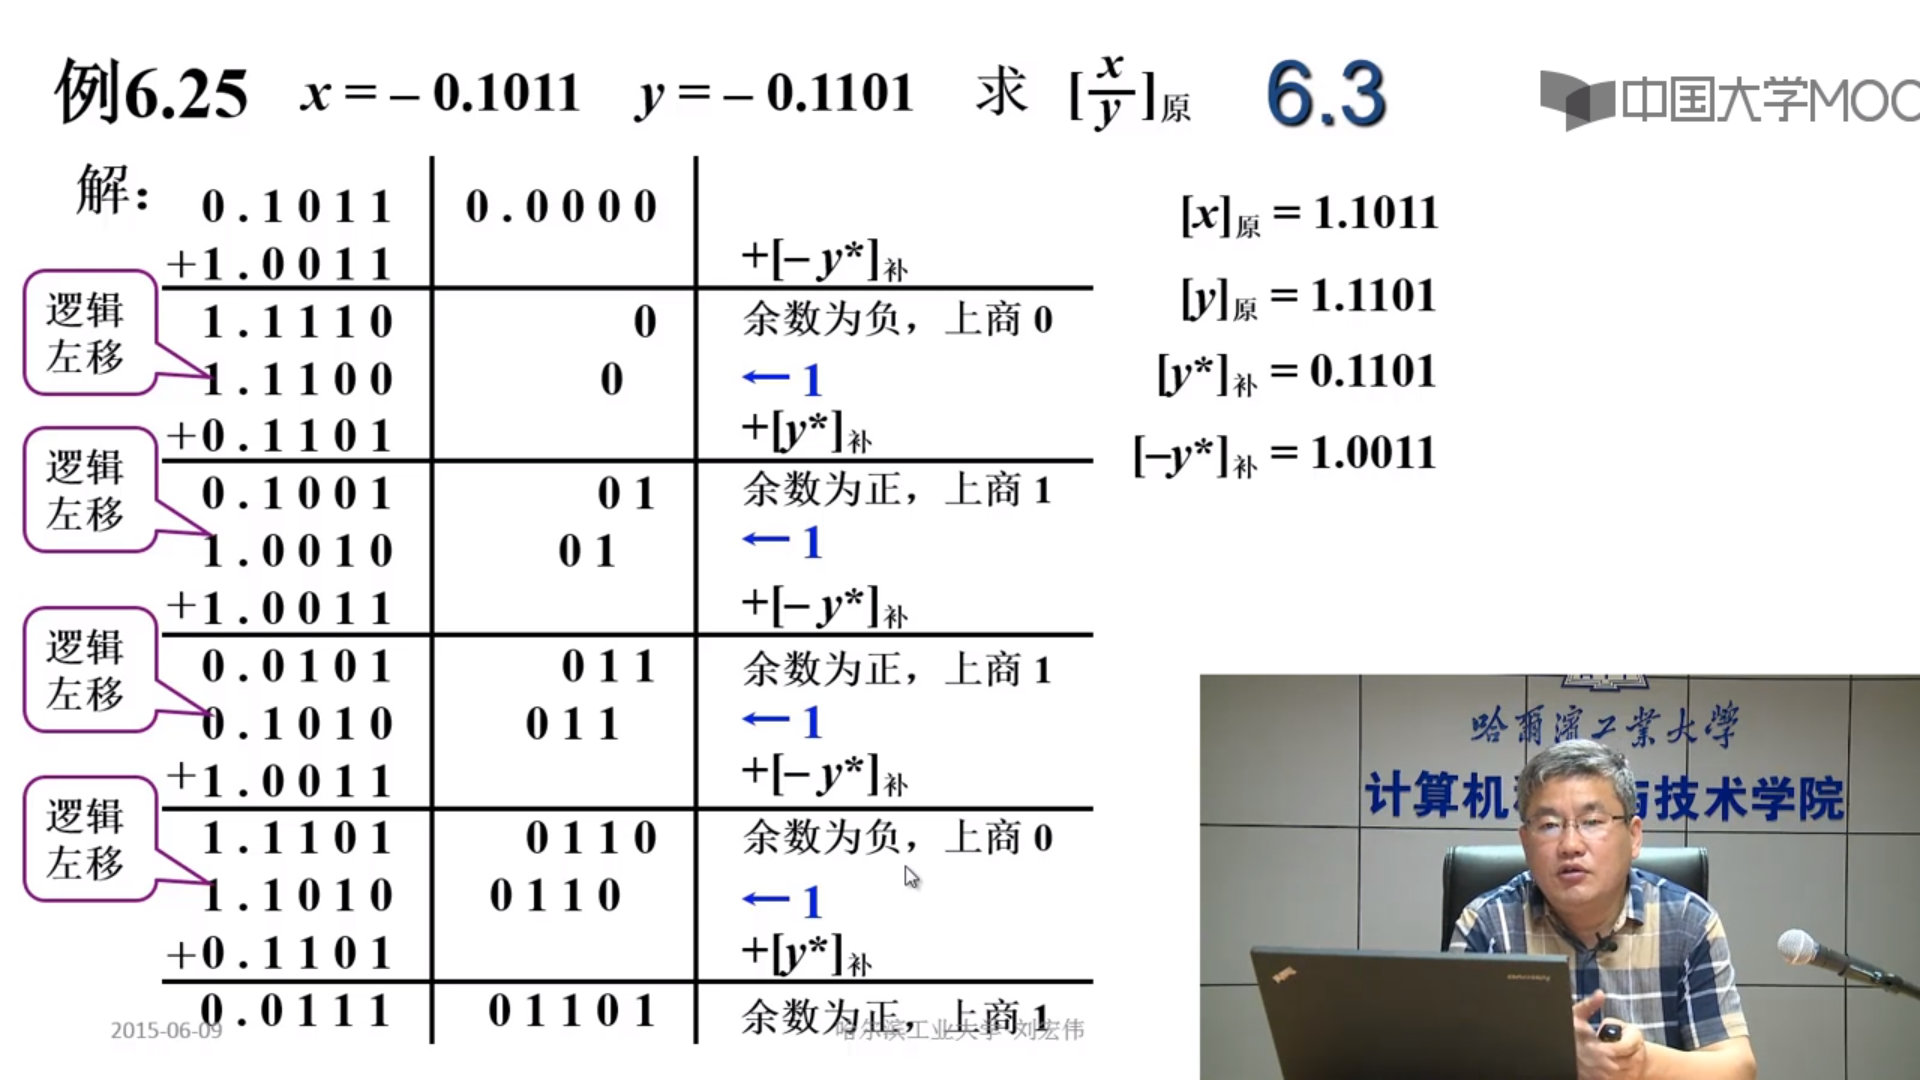 例6.25 x = – 0.1011 y = – 0.1101 求 [x/y]原 6.3
中国大学MOOC
解： 0.1011 0.0000
+1.0011 +[– y*]补
1.1110 0 余数为负，上商 0
逻辑左移 1.1100 0 ←1
+0.1101 +[y*]补
0.1001 01 余数为正，上商 1
逻辑左移 1.0010 01 ←1
+1.0011 +[– y*]补
0.0101 011 余数为正，上商 1
逻辑左移 0.1010 011 ←1
+1.0011 +[– y*]补
1.1101 0110 余数为负，上商 0
逻辑左移 1.1010 0110 ←1
+0.1101 +[y*]补
0.0111 01101 余数为正，上商 1
[x]原 = 1.1011
[y]原 = 1.1101
[y*]补 = 0.1101
[–y*]补 = 1.0011
2015-06-09
哈尔滨工业大学 刘宏伟
哈爾濱工業大學
计算机 与技术学院